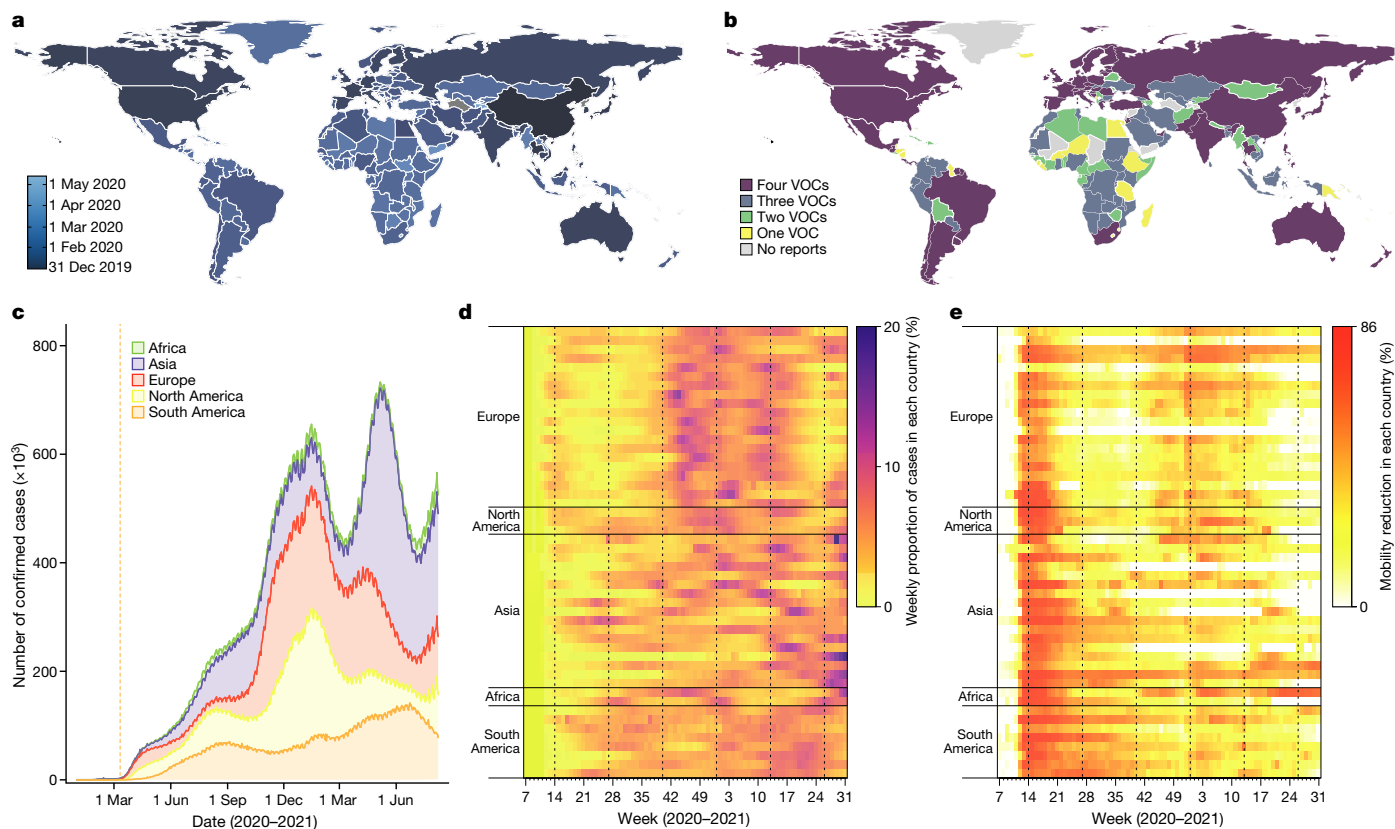 a
1 May 2020
1 Apr 2020
1 Mar 2020
1 Feb 2020
31 Dec 2019
b
Four VOCs
Three VOCs
Two VOCs
One VOC
No reports
c
Number of confirmed cases (×10⁻³)
800
600
400
200
0
Africa
Asia
Europe
North America
South America
1 Mar
1 Jun
1 Sep
1 Dec
1 Mar
1 Jun
Date (2020–2021)
d
Europe
North
America
Asia
Africa
South
America
7 14 21 28 35 42 49 3 10 17 24 31
Week (2020–2021)
20
10
0
Weekly proportion of cases in each country (%)
e
Europe
North
America
Asia
Africa
South
America
7 14 21 28 35 42 49 3 10 17 24 31
Week (2020–2021)
86
0
Mobility reduction in each country (%)